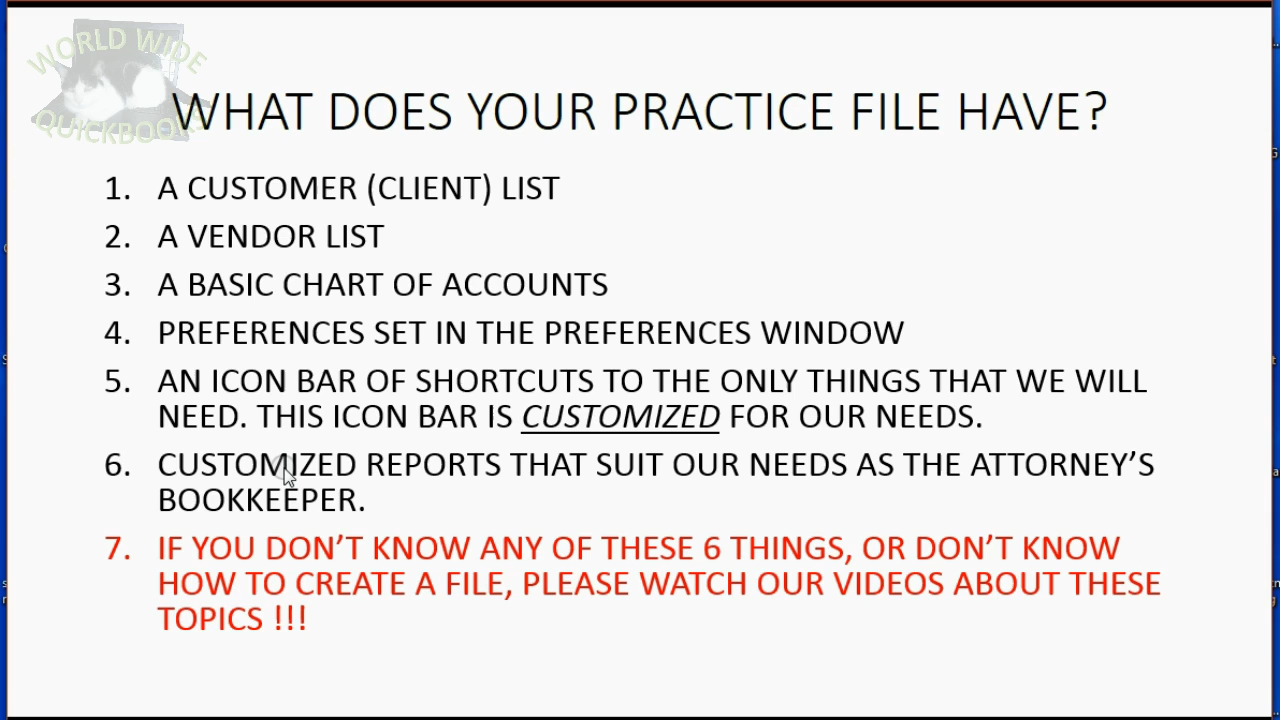 WORLD WIDE
QUICKBOOKS
WHAT DOES YOUR PRACTICE FILE HAVE?
1. A CUSTOMER (CLIENT) LIST
2. A VENDOR LIST
3. A BASIC CHART OF ACCOUNTS
4. PREFERENCES SET IN THE PREFERENCES WINDOW
5. AN ICON BAR OF SHORTCUTS TO THE ONLY THINGS THAT WE WILL
NEED. THIS ICON BAR IS CUSTOMIZED FOR OUR NEEDS.
6. CUSTOMIZED REPORTS THAT SUIT OUR NEEDS AS THE ATTORNEY’S
BOOKKEEPER.
7. IF YOU DON’T KNOW ANY OF THESE 6 THINGS, OR DON’T KNOW
HOW TO CREATE A FILE, PLEASE WATCH OUR VIDEOS ABOUT THESE
TOPICS !!!